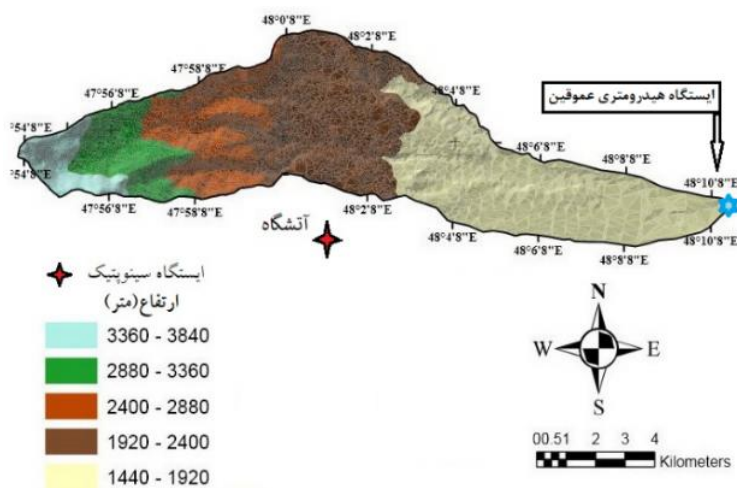 48°0'8"E
48°2'8"E
47°58'8"E
48°4'8"E
47°56'8"E
ایستگاه هیدرومتری عموقین
°54'8"E
48°6'8"E
48°8'8"E
°54'8"E
48°10'8"E
47°56'8"E
47°58'8"E
48°2'8"E
48°4'8"E
48°6'8"E
48°8'8"E
48°10'8"E
آتشگاه
ایستگاه سینوپتیک
ارتفاع(متر)
3360 - 3840
2880 - 3360
2400 - 2880
1920 - 2400
1440 - 1920
N
W E
S
00.51 2 3 4
Kilometers